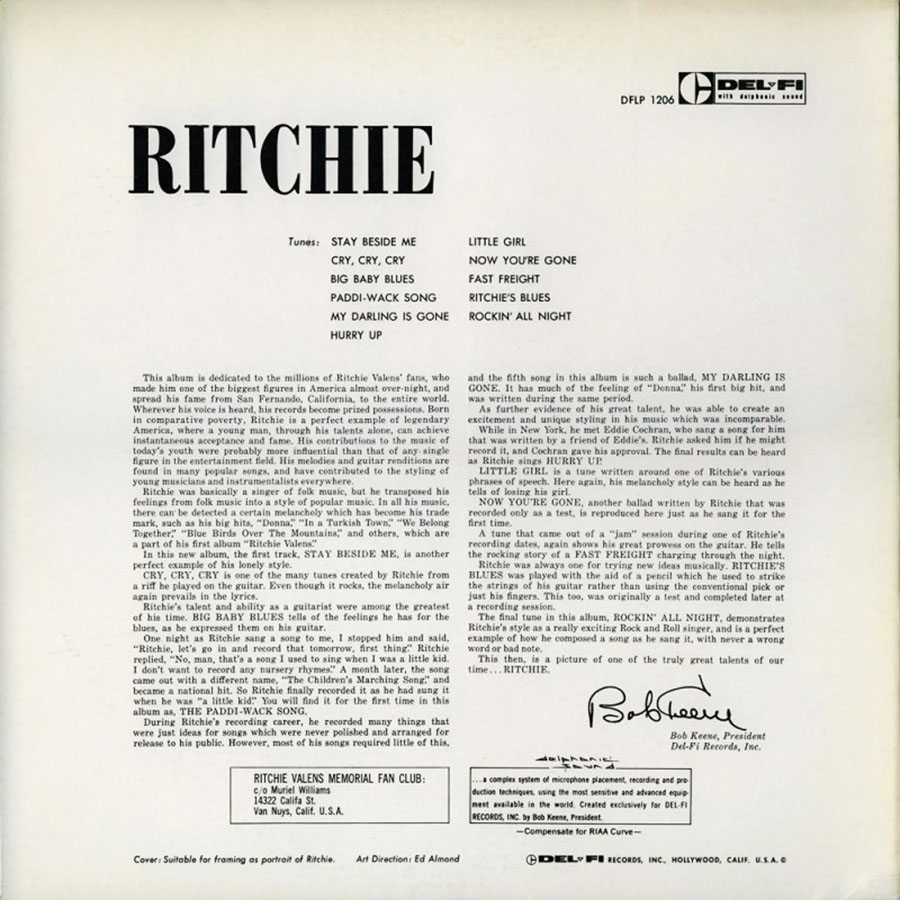 DFLP 1206 DEL-FI
with delphonic sound
RITCHIE
Tunes: STAY BESIDE ME
CRY, CRY, CRY
BIG BABY BLUES
PADDI-WACK SONG
MY DARLING IS GONE
HURRY UP
LITTLE GIRL
NOW YOU'RE GONE
FAST FREIGHT
RITCHIE'S BLUES
ROCKIN' ALL NIGHT
This album is dedicated to the millions of Ritchie Valens' fans, who
made him one of the biggest figures in America almost over-night, and
spread his fame from San Fernando, California, to the entire world.
Wherever his voice is heard, his records become prized possessions. Born
in comparative poverty, Ritchie is a perfect example of legendary
America, where a young man, through his talents alone, can achieve
instantaneous acceptance and fame. His contributions to the music of
today's youth were probably more influential than that of any single
figure in the entertainment field. His melodies and guitar renditions are
found in many popular songs, and have contributed to the styling of
young musicians and instrumentalists everywhere.
Ritchie was basically a singer of folk music, but he transposed his
feelings from folk music into a style of popular music. In all his music,
there can be detected a certain melancholy which has become his trade
mark, such as his big hits, "Donna," "In a Turkish Town," "We Belong
Together," "Blue Birds Over The Mountains," and others, which are
a part of his first album "Ritchie Valens."
In this new album, the first track, STAY BESIDE ME, is another
perfect example of his lonely style.
CRY, CRY, CRY is one of the many tunes created by Ritchie from
a riff he played on the guitar. Even though it rocks, the melancholy air
again prevails in the lyrics.
Ritchie's talent and ability as a guitarist were among the greatest
of his time. BIG BABY BLUES tells of the feelings he has for the
blues, as he expressed them on his guitar.
One night as Ritchie sang a song to me, I stopped him and said,
"Ritchie, let's go in and record that tomorrow, first thing." Ritchie
replied, "No, man, that's a song I used to sing when I was a little kid.
I don't want to record any nursery rhymes." A month later, the song
came out with a different name, "The Children's Marching Song," and
became a national hit. So Ritchie finally recorded it as he had sung it
when he was "a little kid." You will find it for the first time in this
album as, THE PADDI-WACK SONG.
During Ritchie's recording career, he recorded many things that
were just ideas for songs which were never polished and arranged for
release to his public. However, most of his songs required little of this,
and the fifth song in this album is such a ballad, MY DARLING IS
GONE. It has much of the feeling of "Donna," his first big hit, and
was written during the same period.
As further evidence of his great talent, he was able to create an
excitement and unique styling in his music which was incomparable.
While in New York, he met Eddie Cochran, who sang a song for him
that was written by a friend of Eddie's. Ritchie asked him if he might
record it, and Cochran gave his approval. The final results can be heard
as Ritchie sings HURRY UP.
LITTLE GIRL is a tune written around one of Ritchie's various
phrases of speech. Here again, his melancholy style can be heard as he
tells of losing his girl.
NOW YOU'RE GONE, another ballad written by Ritchie that was
recorded only as a test, is reproduced here just as he sang it for the
first time.
A tune that came out of a "jam" session during one of Ritchie's
recording dates, again shows his great prowess on the guitar. He tells
the rocking story of a FAST FREIGHT charging through the night.
Ritchie was always one for trying new ideas musically. RITCHIE'S
BLUES was played with the aid of a pencil which he used to strike
the strings of his guitar rather than using the conventional pick or
just his fingers. This too, was originally a test and completed later at
a recording session.
The final tune in this album, ROCKIN' ALL NIGHT, demonstrates
Ritchie's style as a really exciting Rock and Roll singer, and is a perfect
example of how he composed a song as he sang it, with never a wrong
word or bad note.
This then, is a picture of one of the truly great talents of our
time...RITCHIE.
Bob Keene
Bob Keene, President
Del-Fi Records, Inc.
RITCHIE VALENS MEMORIAL FAN CLUB:
c/o Muriel Williams
14322 Califa St.
Van Nuys, Calif. U.S.A.
delphonic
sound
...a complex system of microphone placement, recording and pro-
duction techniques, using the most sensitive and advanced equip-
ment available in the world. Created exclusively for DEL-FI
RECORDS, INC. by Bob Keene, President.
—Compensate for RIAA Curve—
Cover: Suitable for framing as portrait of Ritchie. Art Direction: Ed Almond
DEL-FI RECORDS, INC., HOLLYWOOD, CALIF. U.S.A. ©